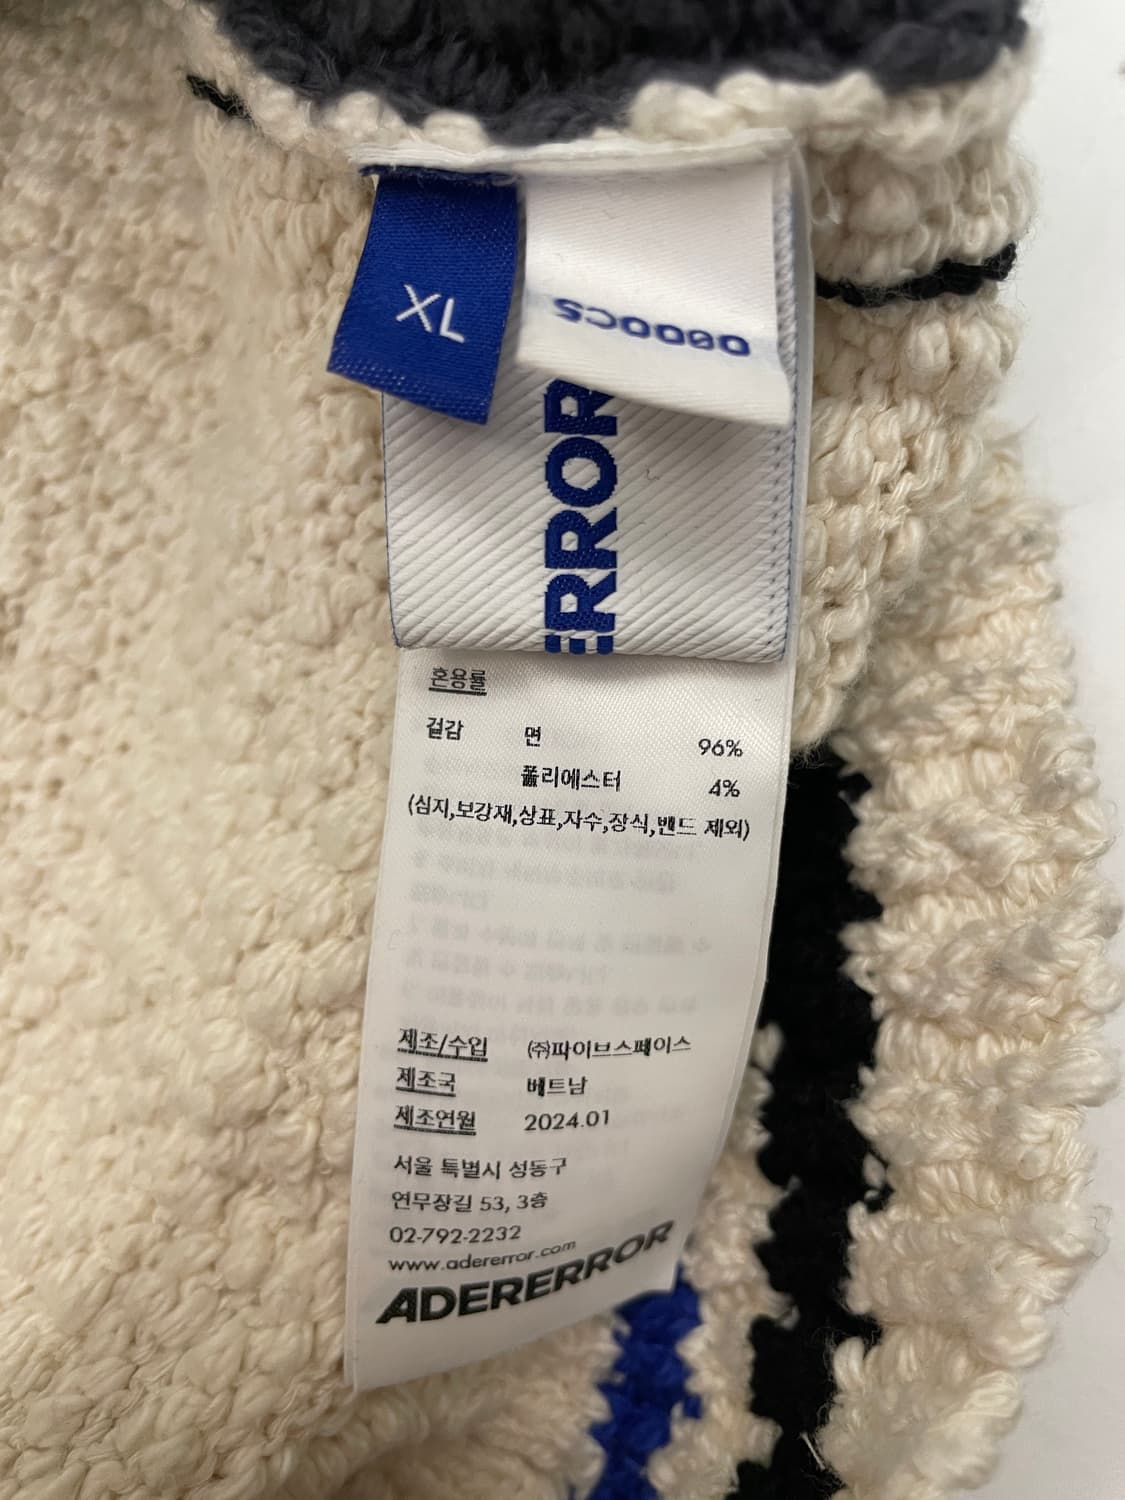 XL
ERROR
혼용률
겉감 면 96%
폴리에스터 4%
(심지,보강재,상표,자수,장식,밴드 제외)
제조/수입 ㈜파이브스페이스
제조국 베트남
제조연월 2024.01
서울 특별시 성동구
연무장길 53, 3층
02-792-2232
www.adererror.com
ADERERROR